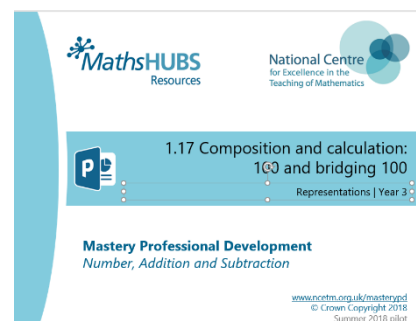 MathsHUBS
Resources
National Centre
for Excellence in the
Teaching of Mathematics
1.17 Composition and calculation:
100 and bridging 100
P
Representations | Year 3
Mastery Professional Development
Number, Addition and Subtraction
www.ncetm.org.uk/masterypd
© Crown Copyright 2018
Summer 2018 pilot